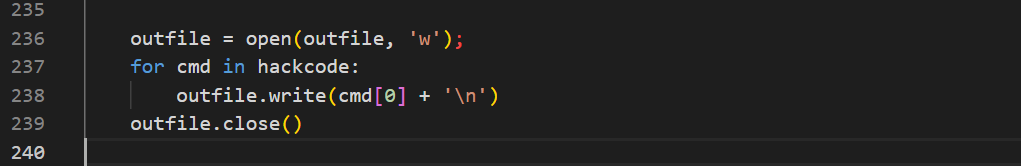 235
236 outfile = open(outfile, 'w');
237 for cmd in hackcode:
238 outfile.write(cmd[0] + '\n')
239 outfile.close()
240